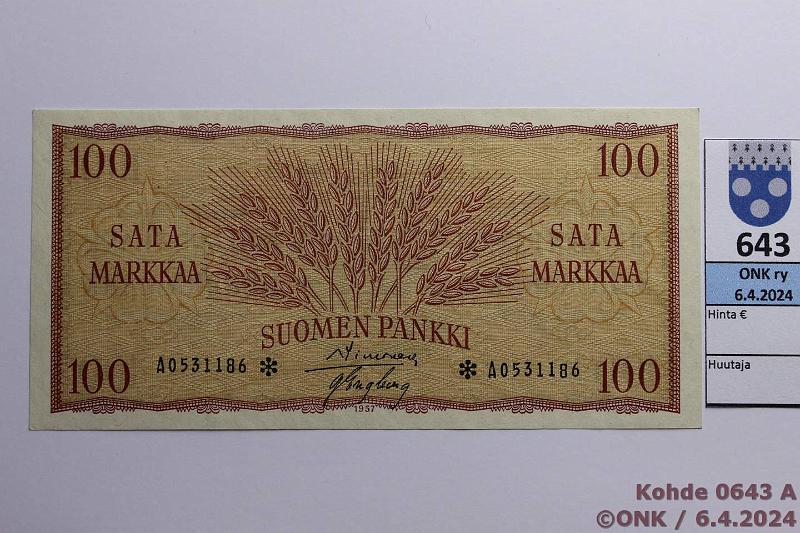 100
100
SATA
MARKKAA
SATA
MARKKAA
SUOMEN PANKKI
A0531186 *
* A0531186
100
100
1957
643
ONK ry
6.4.2024
Hinta €
Huutaja
Kohde 0643 A
©ONK / 6.4.2024